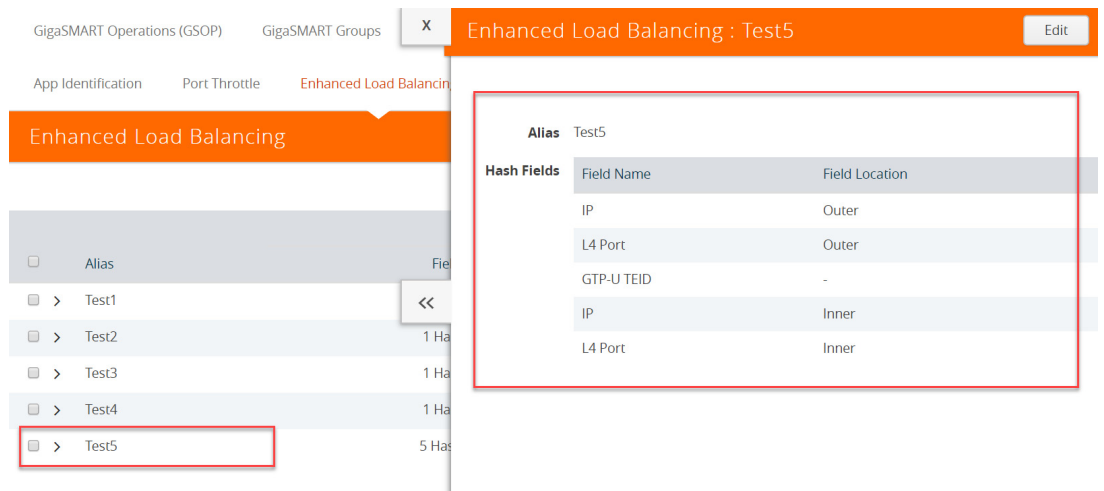 GigaSMART Operations (GSOP) GigaSMART Groups X
App Identification Port Throttle Enhanced Load Balancing
Enhanced Load Balancing
Alias Fie
Test1
<<
Test2 1 Ha
Test3 1 Ha
Test4 1 Ha
Test5 5 Has
Enhanced Load Balancing : Test5 Edit
Alias Test5
Hash Fields Field Name Field Location
IP Outer
L4 Port Outer
GTP-U TEID -
IP Inner
L4 Port Inner